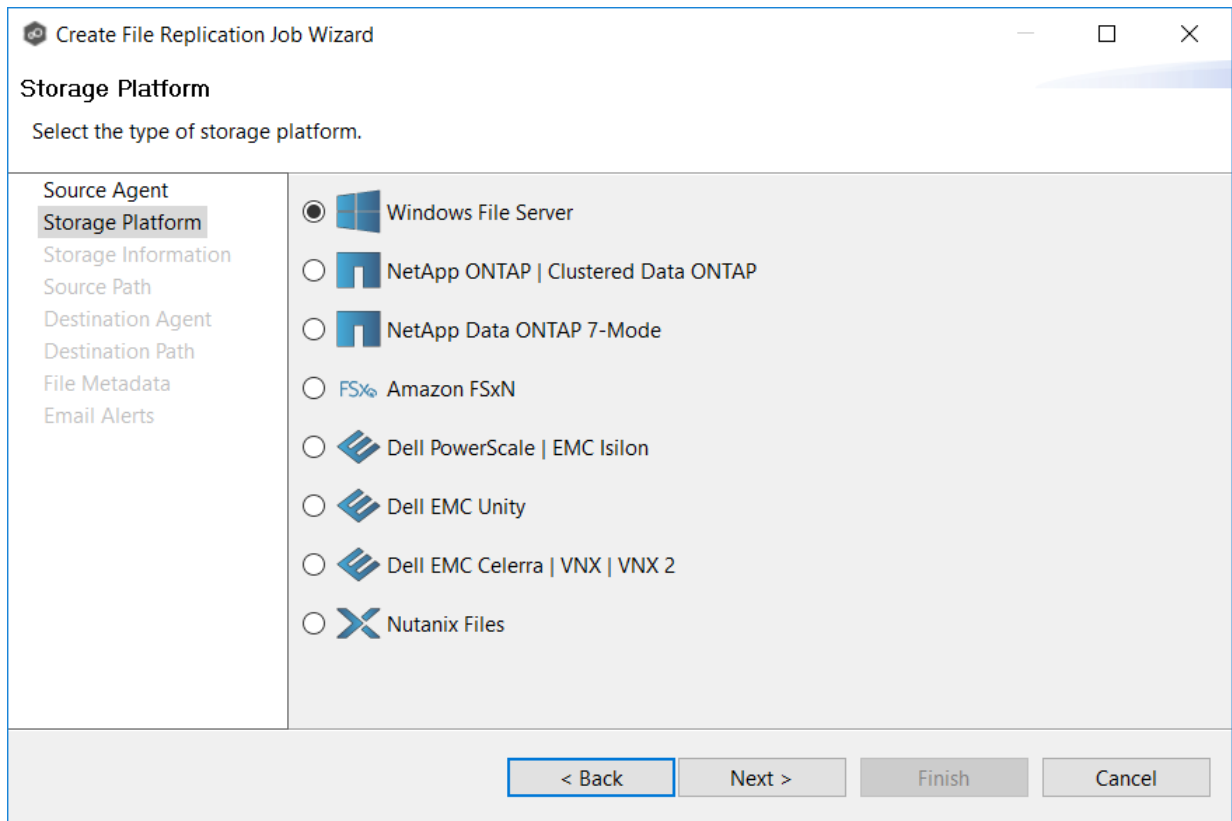 Create File Replication Job Wizard
Storage Platform
Select the type of storage platform.
Source Agent
Storage Platform
Storage Information
Source Path
Destination Agent
Destination Path
File Metadata
Email Alerts
Windows File Server
NetApp ONTAP | Clustered Data ONTAP
NetApp Data ONTAP 7-Mode
FSx Amazon FSxN
Dell PowerScale | EMC Isilon
Dell EMC Unity
Dell EMC Celerra | VNX | VNX 2
Nutanix Files
< Back Next > Finish Cancel